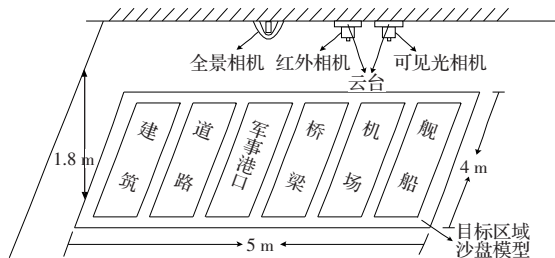 全景相机 红外相机 可见光相机
云台
1.8 m
建筑 道路 军事港口 桥梁 机场 舰船
4 m
目标区域
沙盘模型
5 m